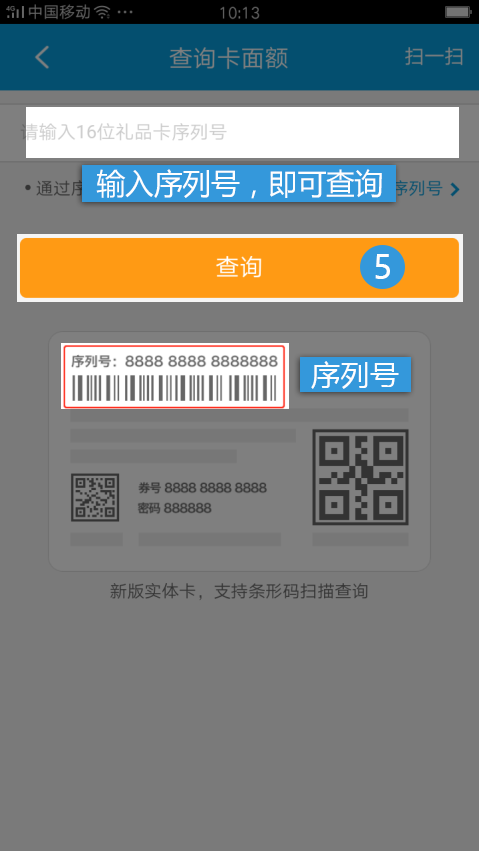 4G 中国移动 ··· 10:13
查询卡面额 扫一扫
请输入16位礼品卡序列号
输入序列号，即可查询
• 通过序 序列号
查询 5
序列号：8888 8888 8888888
序列号
券号 8888 8888 8888
密码 888888
新版实体卡，支持条形码扫描查询